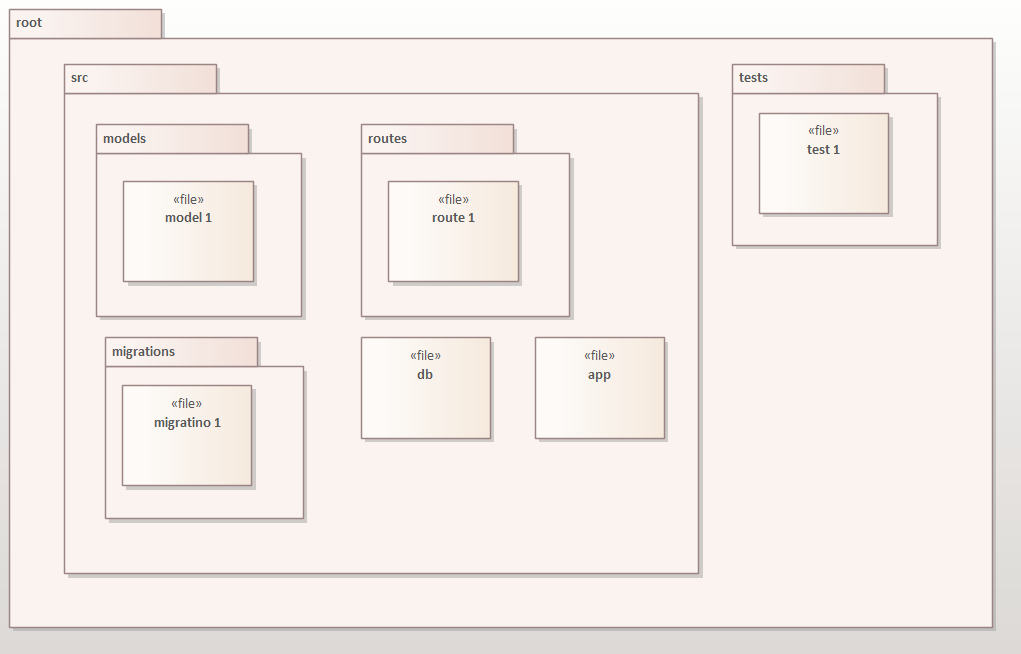 root
src
tests
models
routes
«file»
test 1
«file»
model 1
«file»
route 1
migrations
«file»
db
«file»
app
«file»
migratino 1